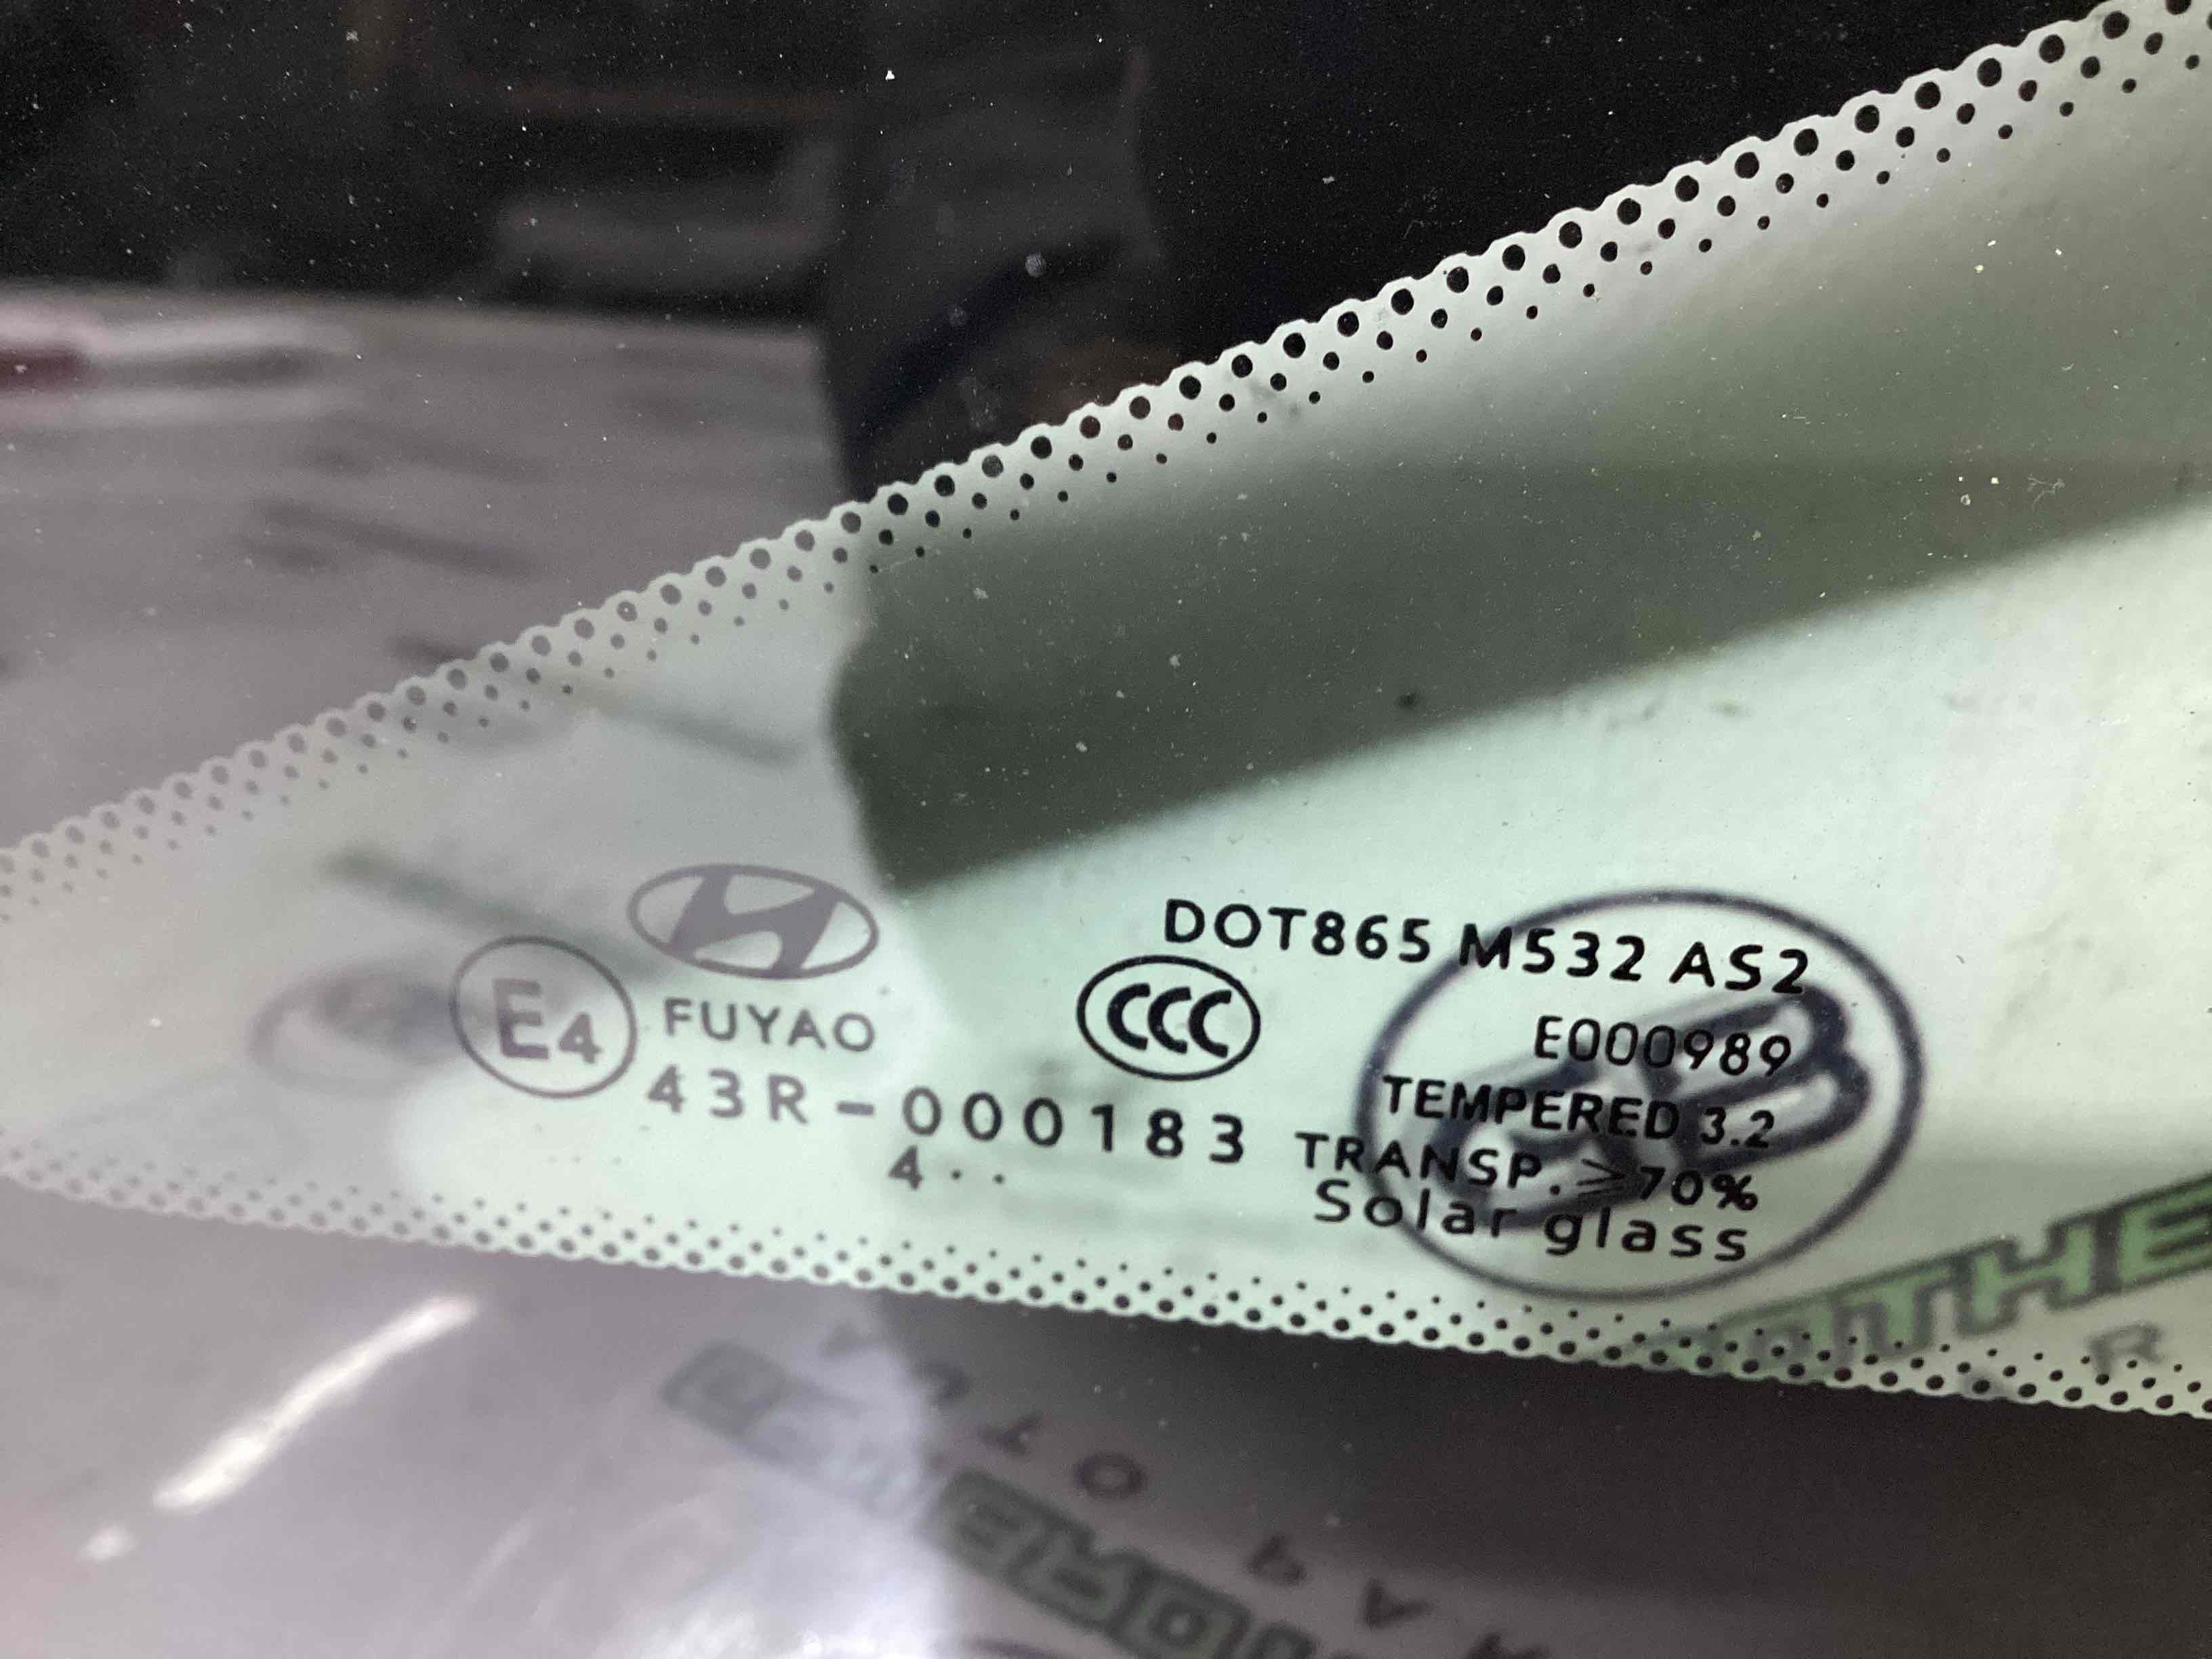 DOT865 M532 AS2
E4 FUYAO CCC E000989
43R-000183 TEMPERED 3.2
4 · · TRANSP.⩾70%
Solar glass
R